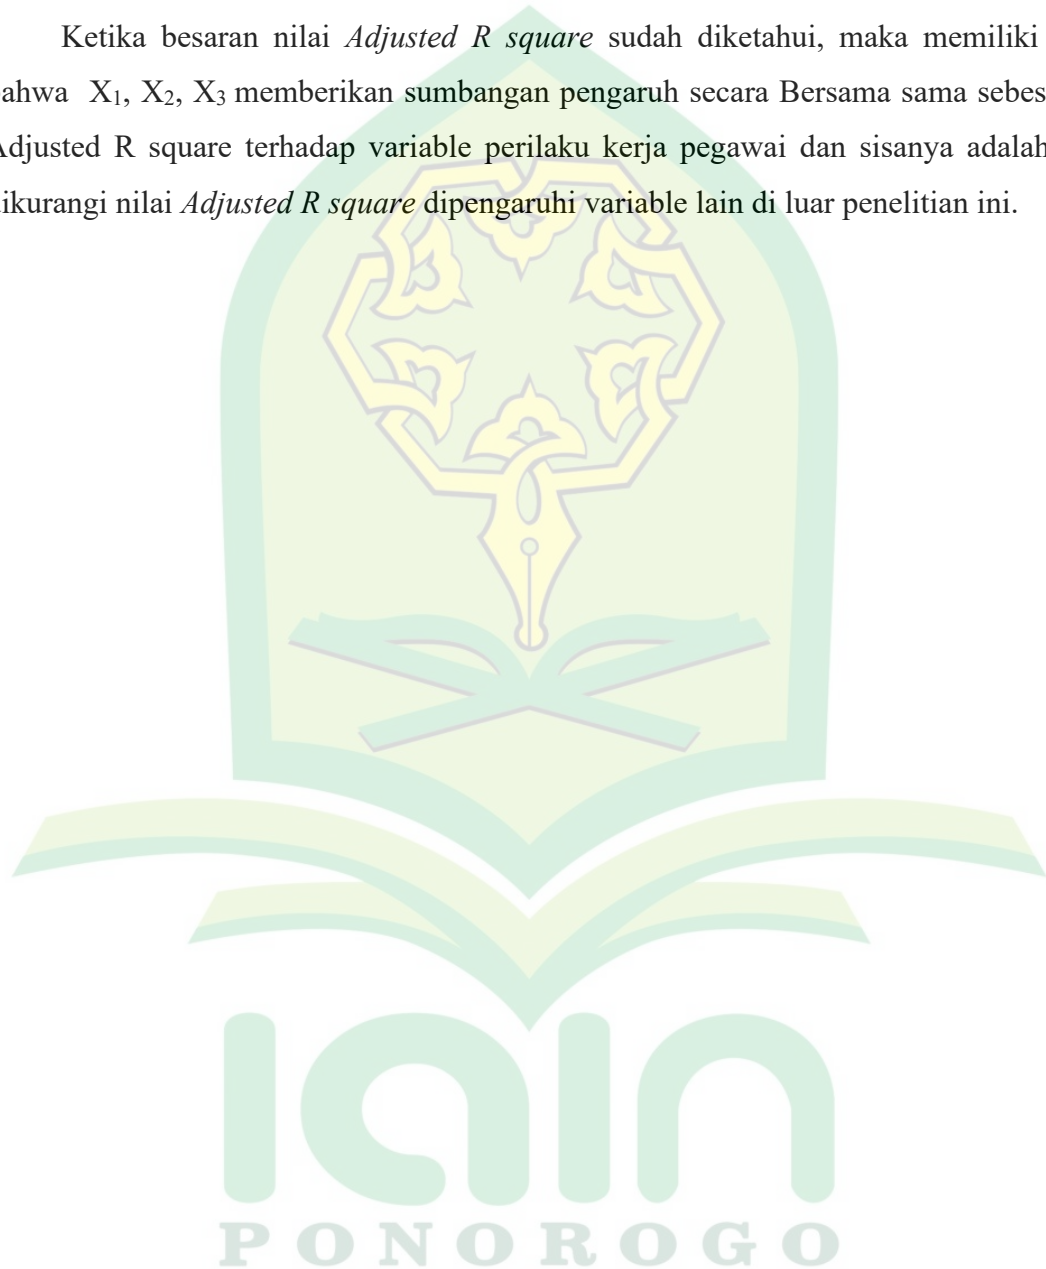 Ketika besaran nilai Adjusted R square sudah diketahui, maka memiliki
ahwa X₁, X₂, X₃ memberikan sumbangan pengaruh secara Bersama sama sebes
Adjusted R square terhadap variable perilaku kerja pegawai dan sisanya adalah
ikurangi nilai Adjusted R square dipengaruhi variable lain di luar penelitian ini.
iain
PONOROGO